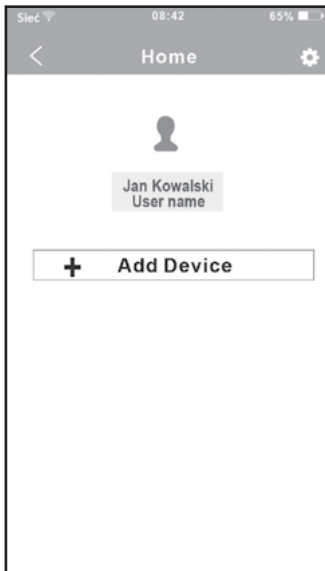 Sieć 08:42 65%
Home
Jan Kowalski
User name
+ Add Device